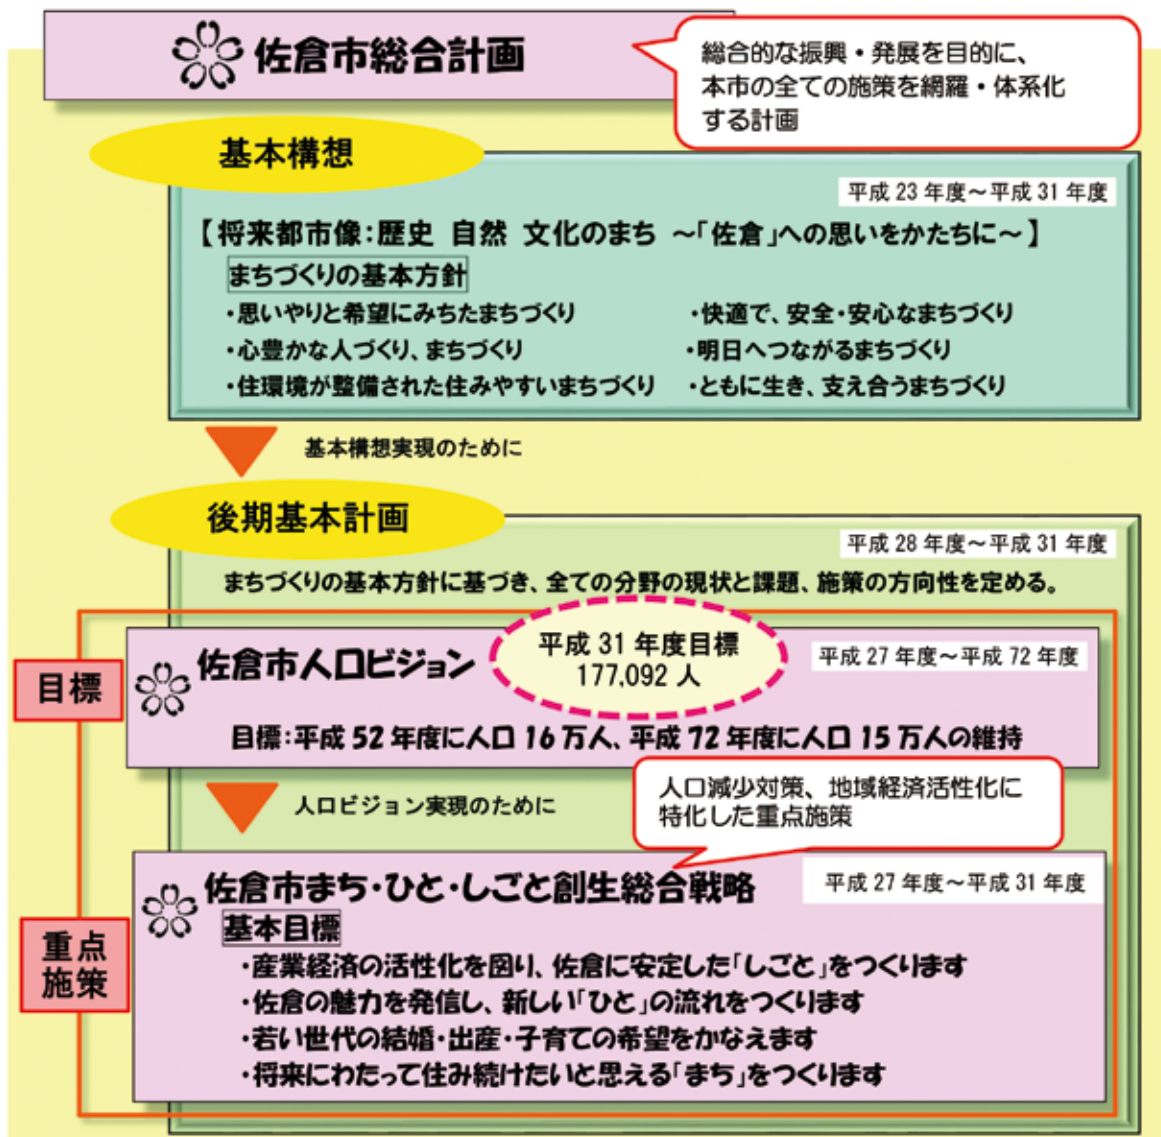 佐倉市総合計画
総合的な振興・発展を目的に、
本市の全ての施策を網羅・体系化
する計画
基本構想
平成 23 年度～平成 31 年度
【将来都市像：歴史 自然 文化のまち ～「佐倉」への思いをかたちに～】
まちづくりの基本方針
・思いやりと希望にみちたまちづくり
・快適で、安全・安心なまちづくり
・心豊かな人づくり、まちづくり
・明日へつながるまちづくり
・住環境が整備された住みやすいまちづくり
・ともに生き、支え合うまちづくり
基本構想実現のために
後期基本計画
平成 28 年度～平成 31 年度
まちづくりの基本方針に基づき、全ての分野の現状と課題、施策の方向性を定める。
目標
佐倉市人口ビジョン
平成 31 年度目標
177,092 人
平成 27 年度～平成 72 年度
目標：平成 52 年度に人口 16 万人、平成 72 年度に人口 15 万人の維持
人口ビジョン実現のために
人口減少対策、地域経済活性化に
特化した重点施策
重点
施策
佐倉市まち・ひと・しごと創生総合戦略
平成 27 年度～平成 31 年度
基本目標
・産業経済の活性化を図り、佐倉に安定した「しごと」をつくります
・佐倉の魅力を発信し、新しい「ひと」の流れをつくります
・若い世代の結婚・出産・子育ての希望をかなえます
・将来にわたって住み続けたいと思える「まち」をつくります